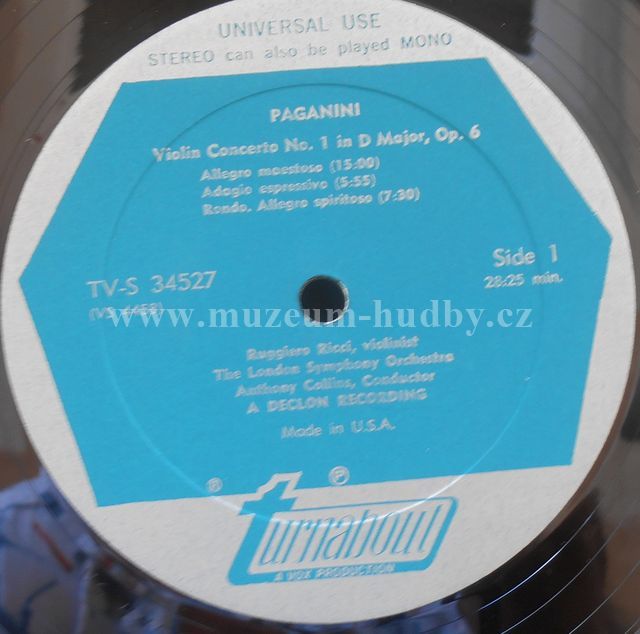 UNIVERSAL USE
STEREO can also be played MONO
PAGANINI
Violin Concerto No. 1 in D Major, Op. 6
Allegro maestoso (15:00)
Adagio espressivo (5:55)
Rondo. Allegro spiritoso (7:30)
TV-S 34527
Side 1
28:25 min.
www.muzeum-hudby.cz
Ruggiero Ricci, violinist
The London Symphony Orchestra
Anthony Collins, Conductor
A DECLON RECORDING
Made in U.S.A.
® ℗
turnabout
A VOX PRODUCTION